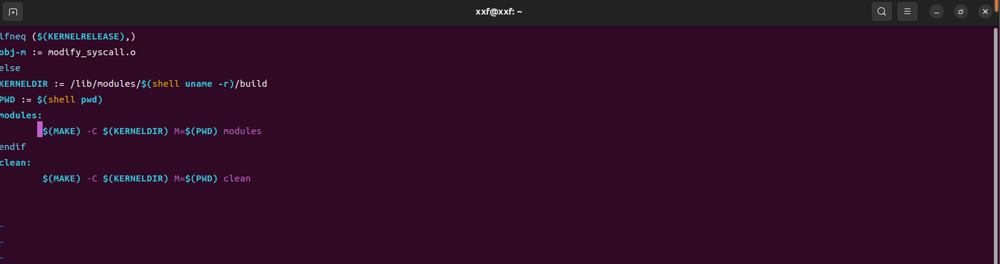 xxf@xxf: ~
ifneq ($(KERNELRELEASE),)
obj-m := modify_syscall.o
else
KERNELDIR := /lib/modules/$(shell uname -r)/build
PWD := $(shell pwd)
modules:
        $(MAKE) -C $(KERNELDIR) M=$(PWD) modules
endif
clean:
        $(MAKE) -C $(KERNELDIR) M=$(PWD) clean
~
~
~